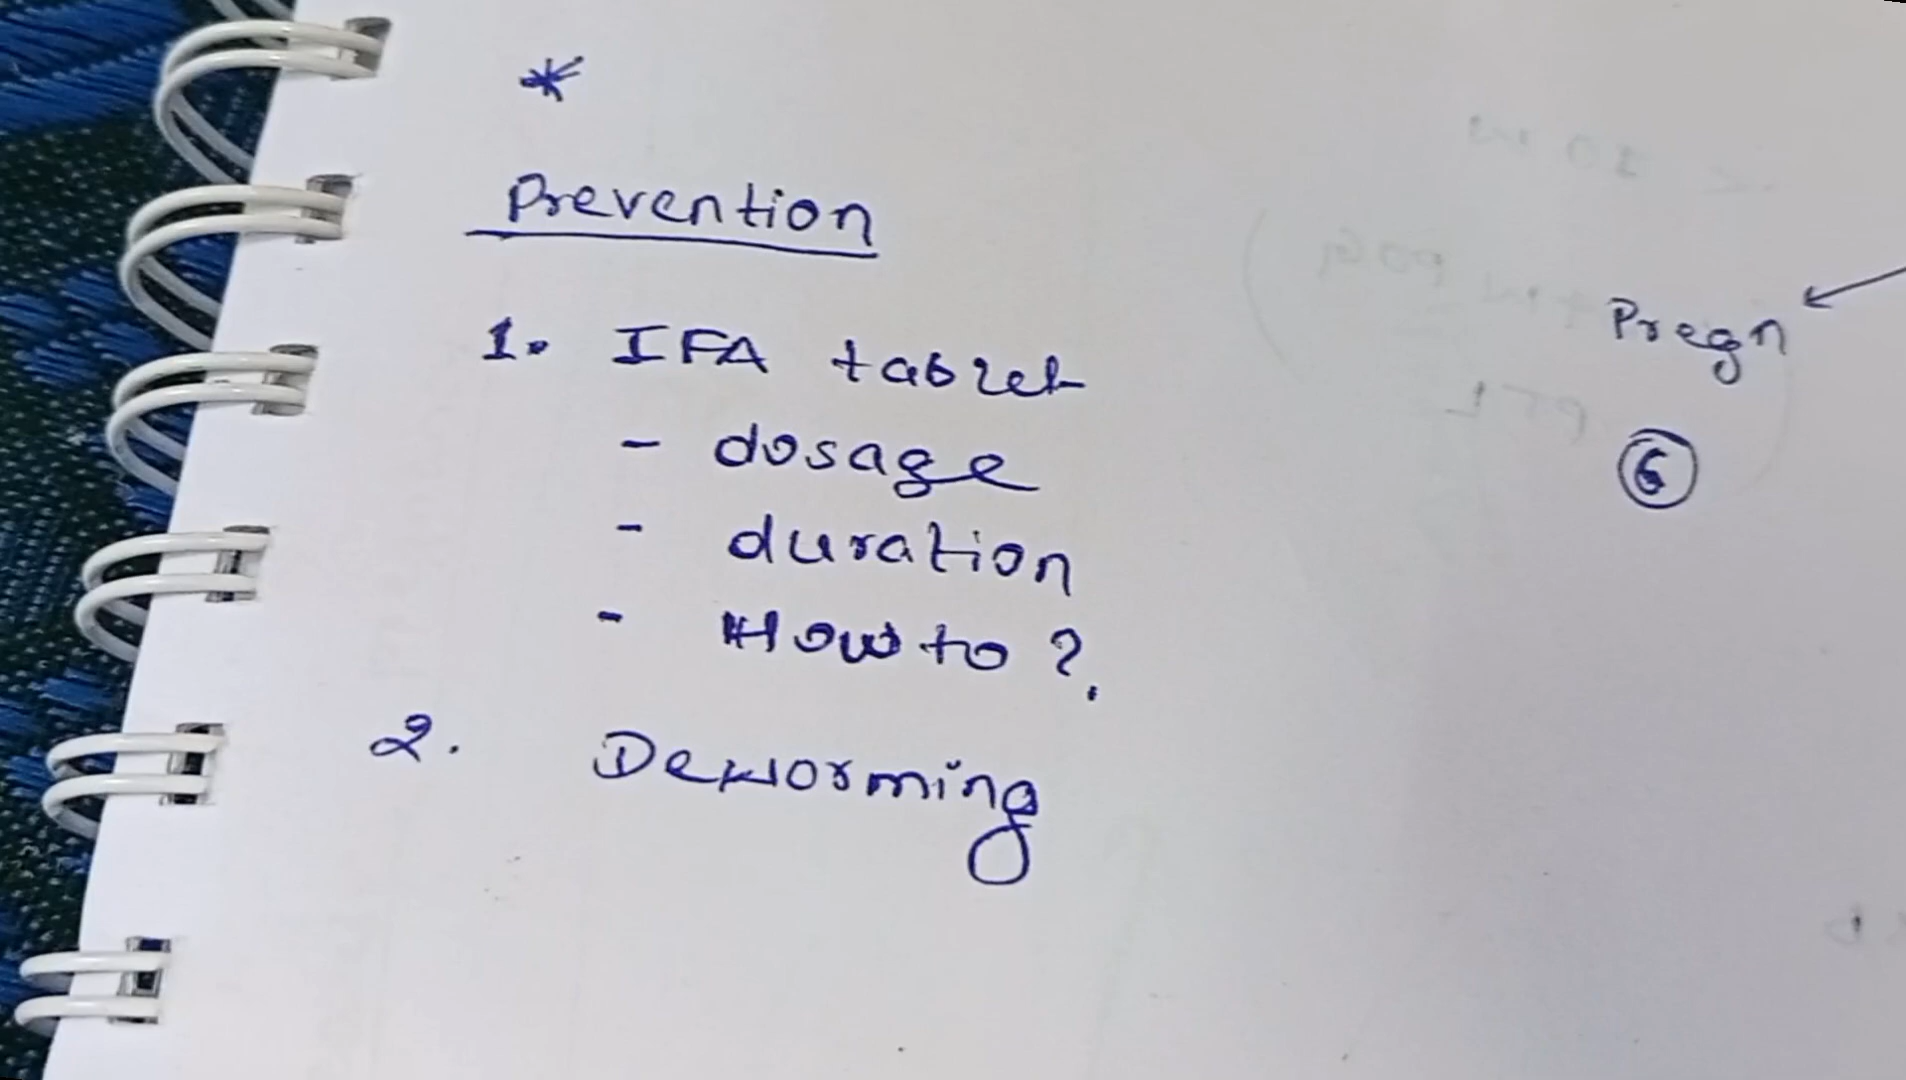 *
Prevention
1. IFA tablet
- dosage
- duration
- How to ?
2. Deworming
Pregn
6